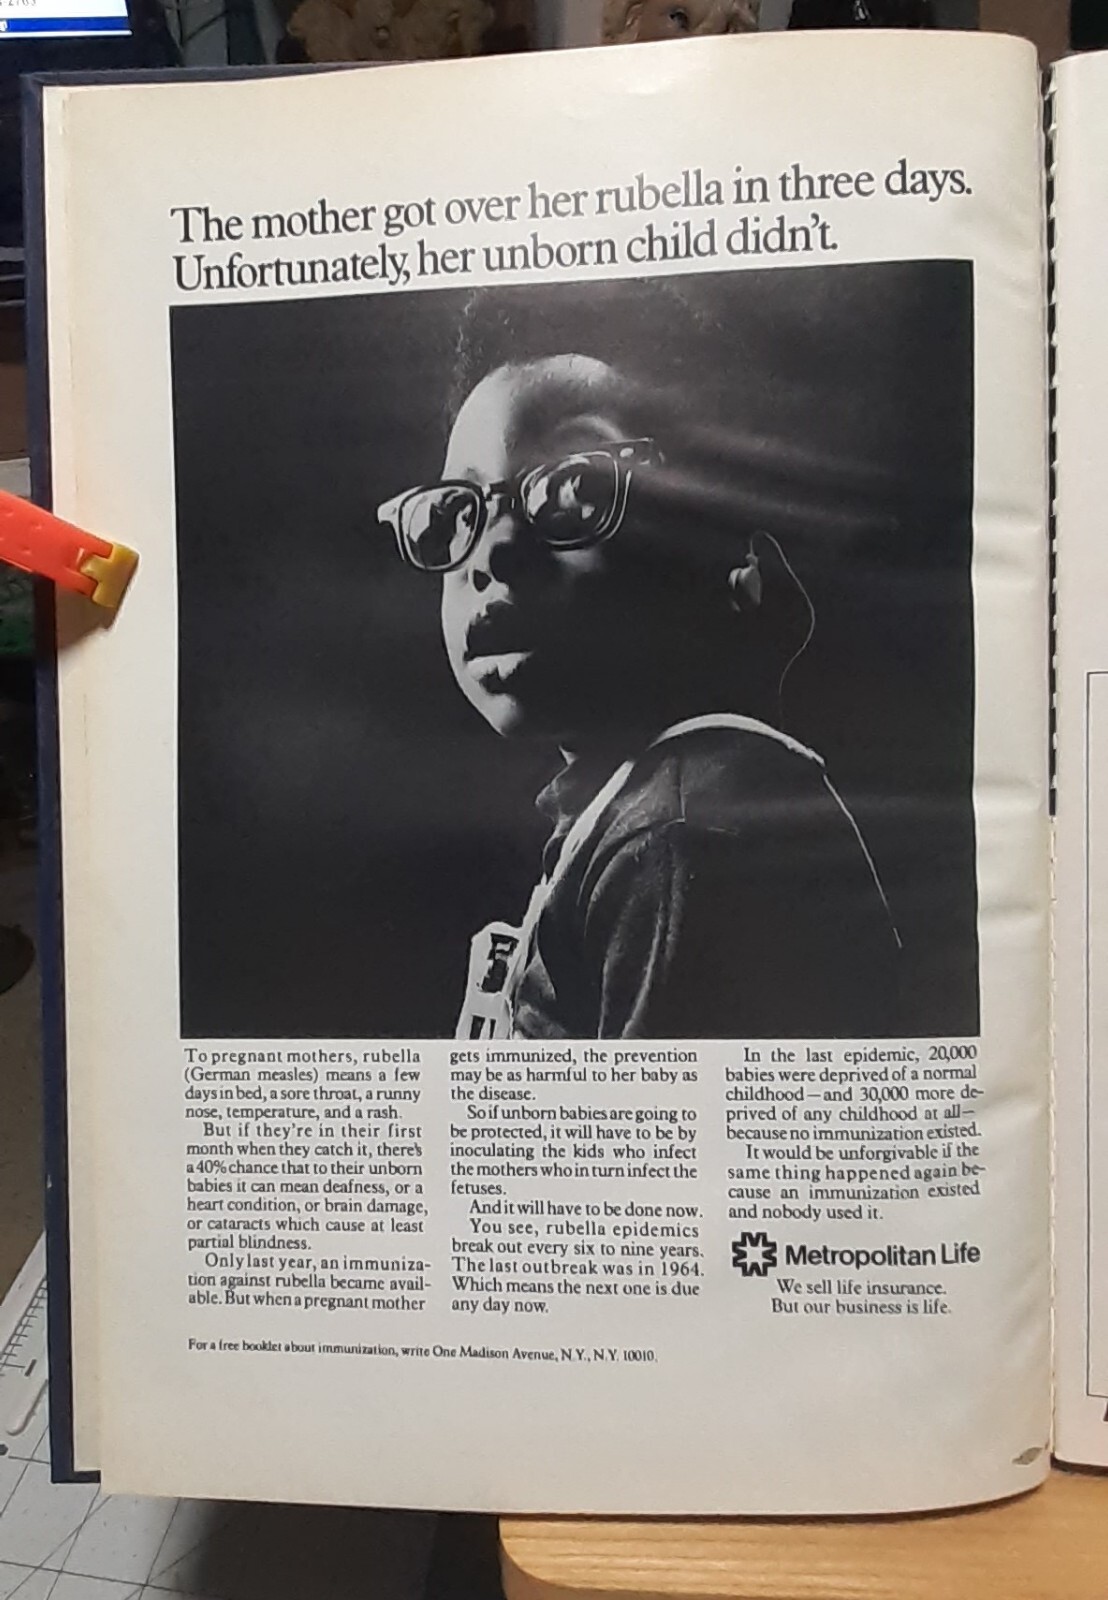 The mother got over her rubella in three days.
Unfortunately, her unborn child didn't.
To pregnant mothers, rubella
(German measles) means a few
days in bed, a sore throat, a runny
nose, temperature, and a rash.
But if they're in their first
month when they catch it, there's
a 40% chance that to their unborn
babies it can mean deafness, or a
heart condition, or brain damage,
or cataracts which cause at least
partial blindness.
Only last year, an immuniza-
tion against rubella became avail-
able. But when a pregnant mother
gets immunized, the prevention
may be as harmful to her baby as
the disease.
So if unborn babies are going to
be protected, it will have to be by
inoculating the kids who infect
the mothers who in turn infect the
fetuses.
And it will have to be done now.
You see, rubella epidemics
break out every six to nine years.
The last outbreak was in 1964.
Which means the next one is due
any day now.
In the last epidemic, 20,000
babies were deprived of a normal
childhood—and 30,000 more de-
prived of any childhood at all—
because no immunization existed.
It would be unforgivable if the
same thing happened again be-
cause an immunization existed
and nobody used it.
Metropolitan Life
We sell life insurance.
But our business is life.
For a free booklet about immunization, write One Madison Avenue, N.Y., N.Y. 10010.